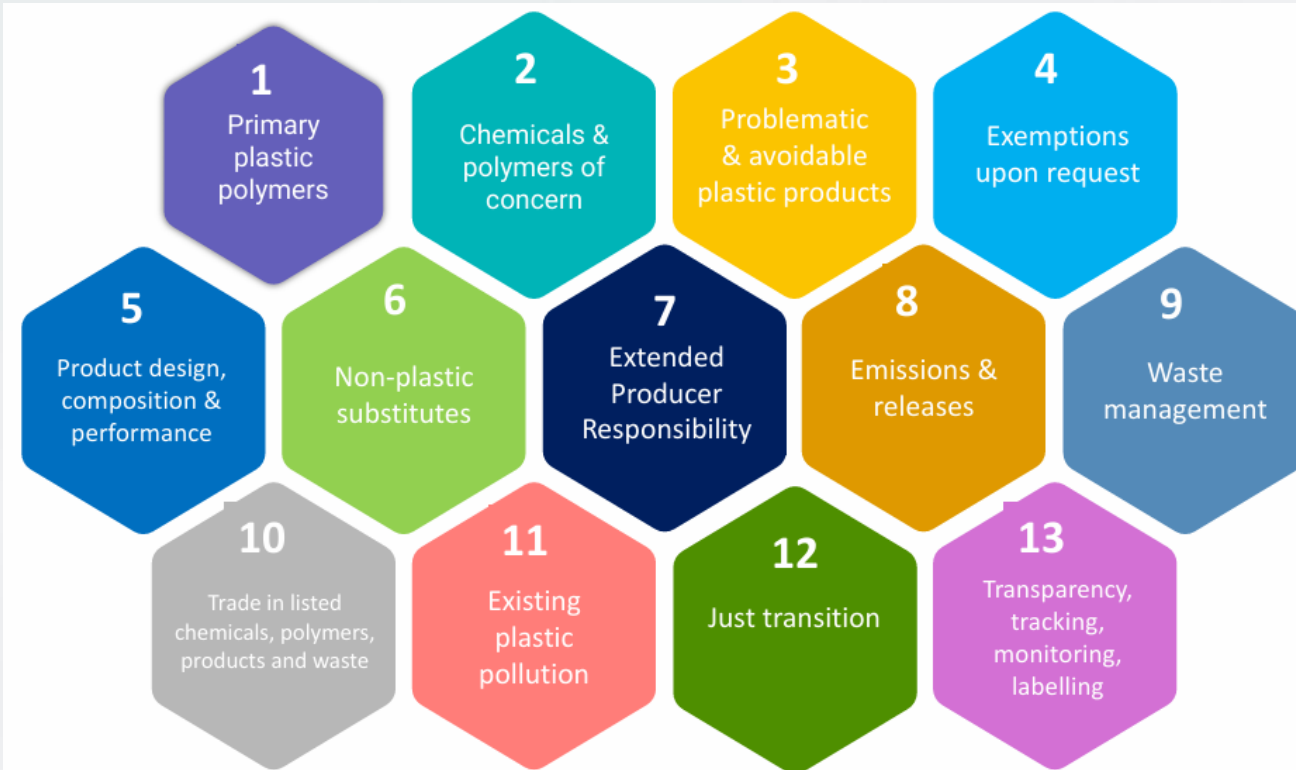 1
Primary
plastic
polymers
2
Chemicals &
polymers of
concern
3
Problematic
& avoidable
plastic products
4
Exemptions
upon request
5
Product design,
composition &
performance
6
Non-plastic
substitutes
7
Extended
Producer
Responsibility
8
Emissions &
releases
9
Waste
management
10
Trade in listed
chemicals, polymers,
products and waste
11
Existing
plastic
pollution
12
Just transition
13
Transparency,
tracking,
monitoring,
labelling